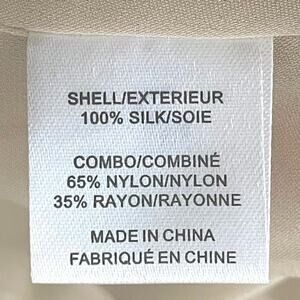 SHELL/EXTERIEUR
100% SILK/SOIE
COMBO/COMBINÉ
65% NYLON/NYLON
35% RAYON/RAYONNE
MADE IN CHINA
FABRIQUÉ EN CHINE